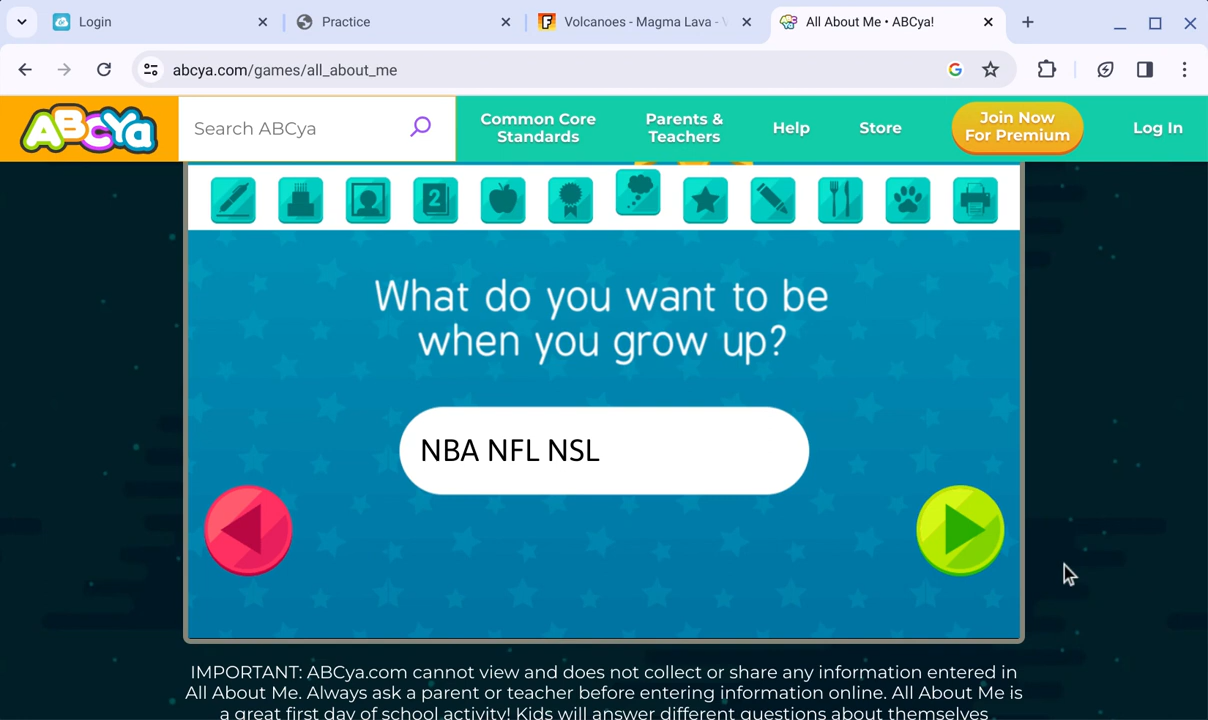 Login
Practice
Volcanoes - Magma Lava -
All About Me • ABCya!
abcya.com/games/all_about_me
ABCYa
Search ABCya
Common Core
Standards
Parents &
Teachers
Help
Store
Join Now
For Premium
Log In
2
What do you want to be
when you grow up?
NBA NFL NSL
IMPORTANT: ABCya.com cannot view and does not collect or share any information entered in
All About Me. Always ask a parent or teacher before entering information online. All About Me is
a great first day of school activity! Kids will answer different questions about themselves